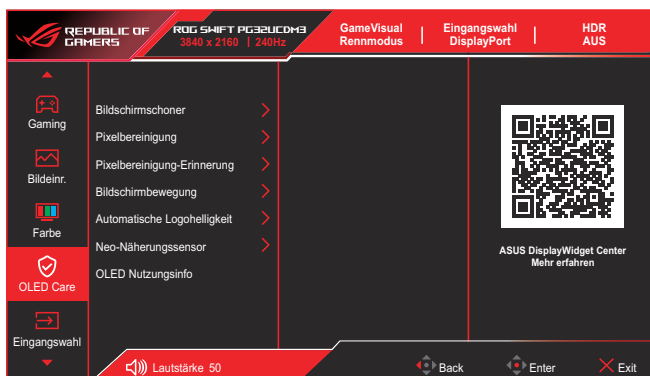 REPUBLIC OF
GAMERS
ROG SWIFT PG32UCDM3
3840 x 2160 | 240Hz
GameVisual
Rennmodus
Eingangswahl
DisplayPort
HDR
AUS
Gaming
Bildeinr.
Farbe
OLED Care
Eingangswahl
Bildschirmschoner
Pixelbereinigung
Pixelbereinigung-Erinnerung
Bildschirmbewegung
Automatische Logohelligkeit
Neo-Näherungssensor
OLED Nutzungsinfo
ASUS DisplayWidget Center
Mehr erfahren
Lautstärke 50
Back
Enter
Exit